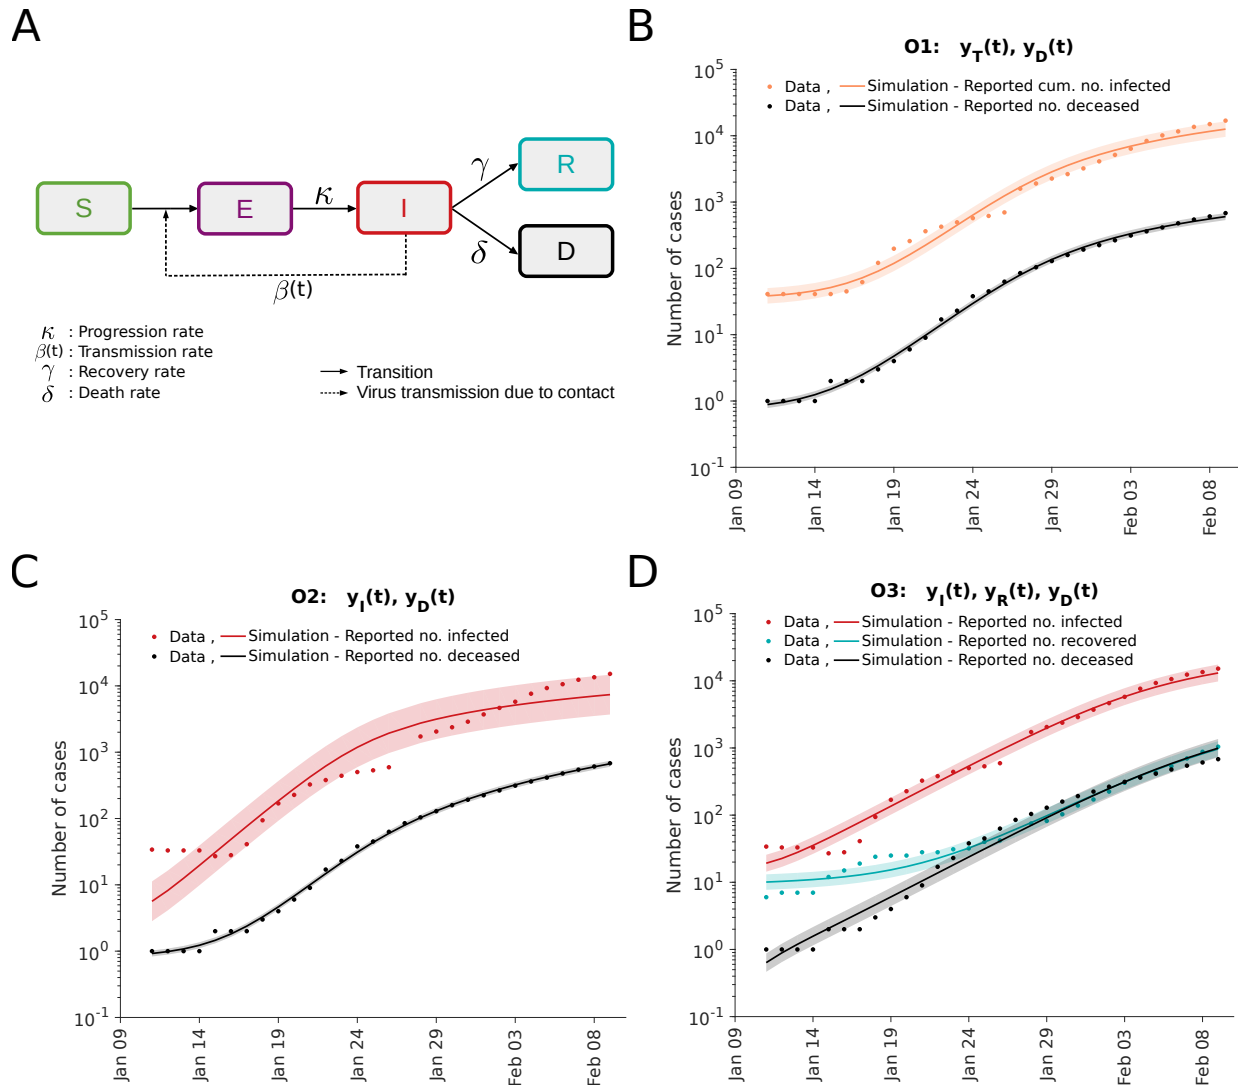 A
S
E
I
R
D
κ
γ
δ
β(t)
κ : Progression rate
β(t) : Transmission rate
γ : Recovery rate
δ : Death rate
Transition
Virus transmission due to contact
B
O1: y_T(t), y_D(t)
Data , Simulation - Reported cum. no. infected
Data , Simulation - Reported no. deceased
Number of cases
10^5
10^4
10^3
10^2
10^1
10^0
10^-1
Jan 09
Jan 14
Jan 19
Jan 24
Jan 29
Feb 03
Feb 08
C
O2: y_I(t), y_D(t)
Data , Simulation - Reported no. infected
Data , Simulation - Reported no. deceased
Number of cases
10^5
10^4
10^3
10^2
10^1
10^0
10^-1
Jan 09
Jan 14
Jan 19
Jan 24
Jan 29
Feb 03
Feb 08
D
O3: y_I(t), y_R(t), y_D(t)
Data , Simulation - Reported no. infected
Data , Simulation - Reported no. recovered
Data , Simulation - Reported no. deceased
Number of cases
10^5
10^4
10^3
10^2
10^1
10^0
10^-1
Jan 09
Jan 14
Jan 19
Jan 24
Jan 29
Feb 03
Feb 08